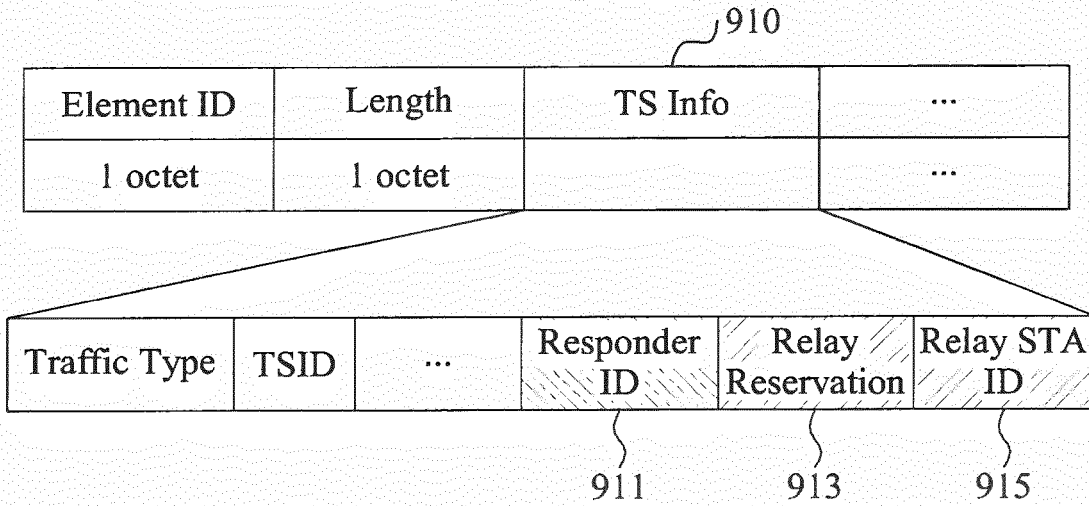 910
Element ID Length TS Info ...
1 octet 1 octet ...
Traffic Type TSID ... Responder ID Relay Reservation Relay STA ID
911 913 915